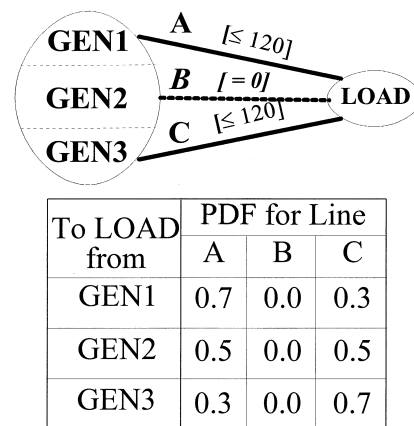 A
[≤ 120]
GEN1
B [ = 0]
GEN2
LOAD
C [≤ 120]
GEN3
To LOAD from
PDF for Line
A B C
GEN1 0.7 0.0 0.3
GEN2 0.5 0.0 0.5
GEN3 0.3 0.0 0.7